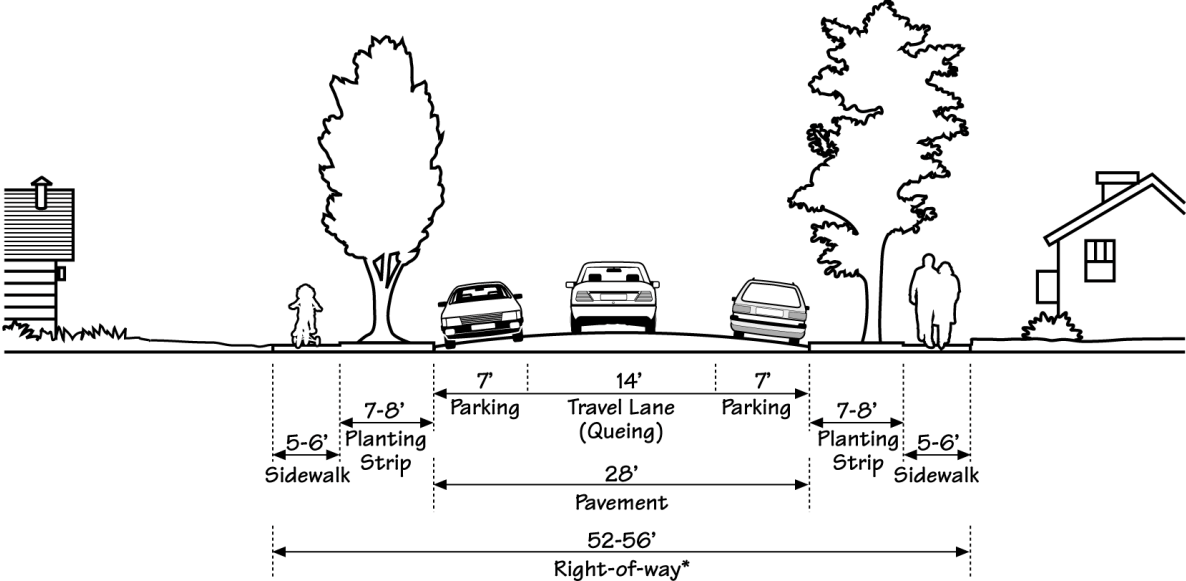 7’ 14’ 7’
Parking Travel Lane Parking
7-8’ (Queing) 7-8’
5-6’ Planting Planting 5-6’
Sidewalk Strip Strip Sidewalk
28’
Pavement
52-56’
Right-of-way*